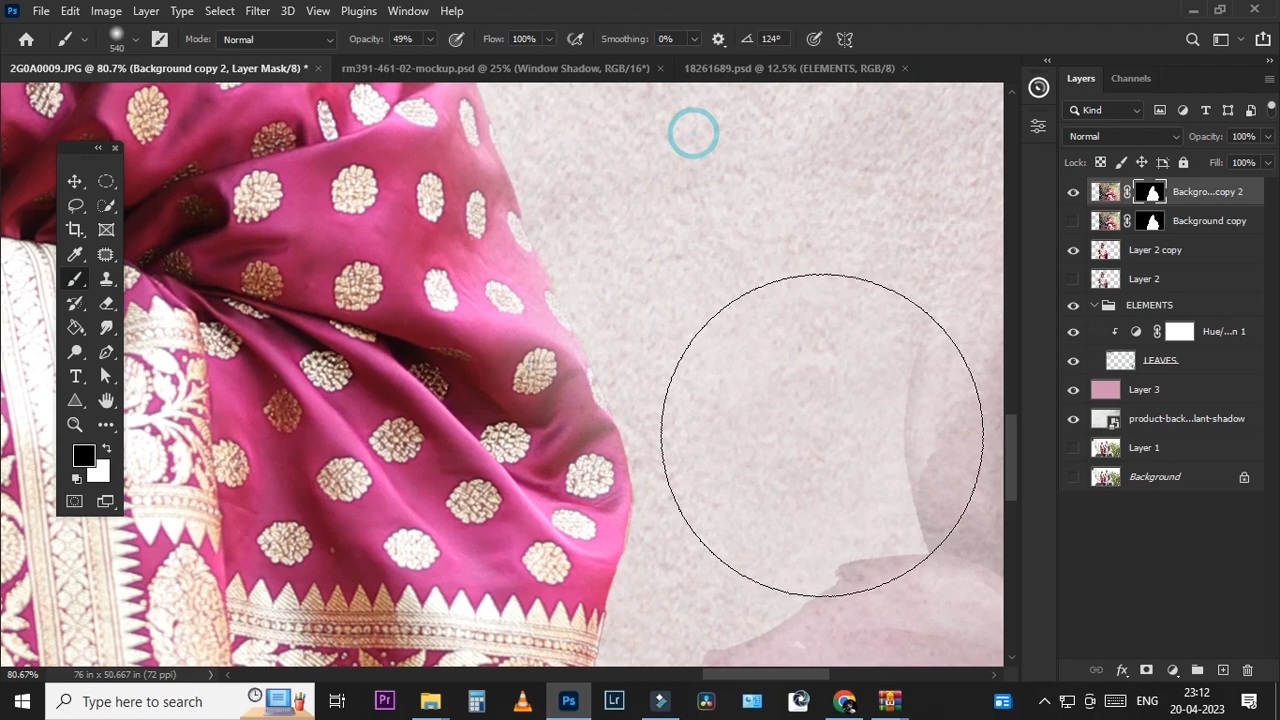 Ps File Edit Image Layer Type Select Filter 3D View Plugins Window Help
540 Mode: Normal Opacity: 49% Flow: 100% Smoothing: 0% 124°
2G0A0009.JPG @ 80.7% (Background copy 2, Layer Mask/8) * × rm391-461-02-mockup.psd @ 25% (Window Shadow, RGB/16*) × 18261689.psd @ 12.5% (ELEMENTS, RGB/8) ×
Layers Channels
Kind
Normal Opacity: 100%
Lock: Fill: 100%
Backgro...copy 2
Background copy
Layer 2 copy
Layer 2
ELEMENTS
Hue/...n 1
LEAVES
Layer 3
product-back...lant-shadow
Layer 1
Background
80.67% 76 in x 50.667 in (72 ppi)
Type here to search
Pr
Ps
ENG
23:12
20-04-2023